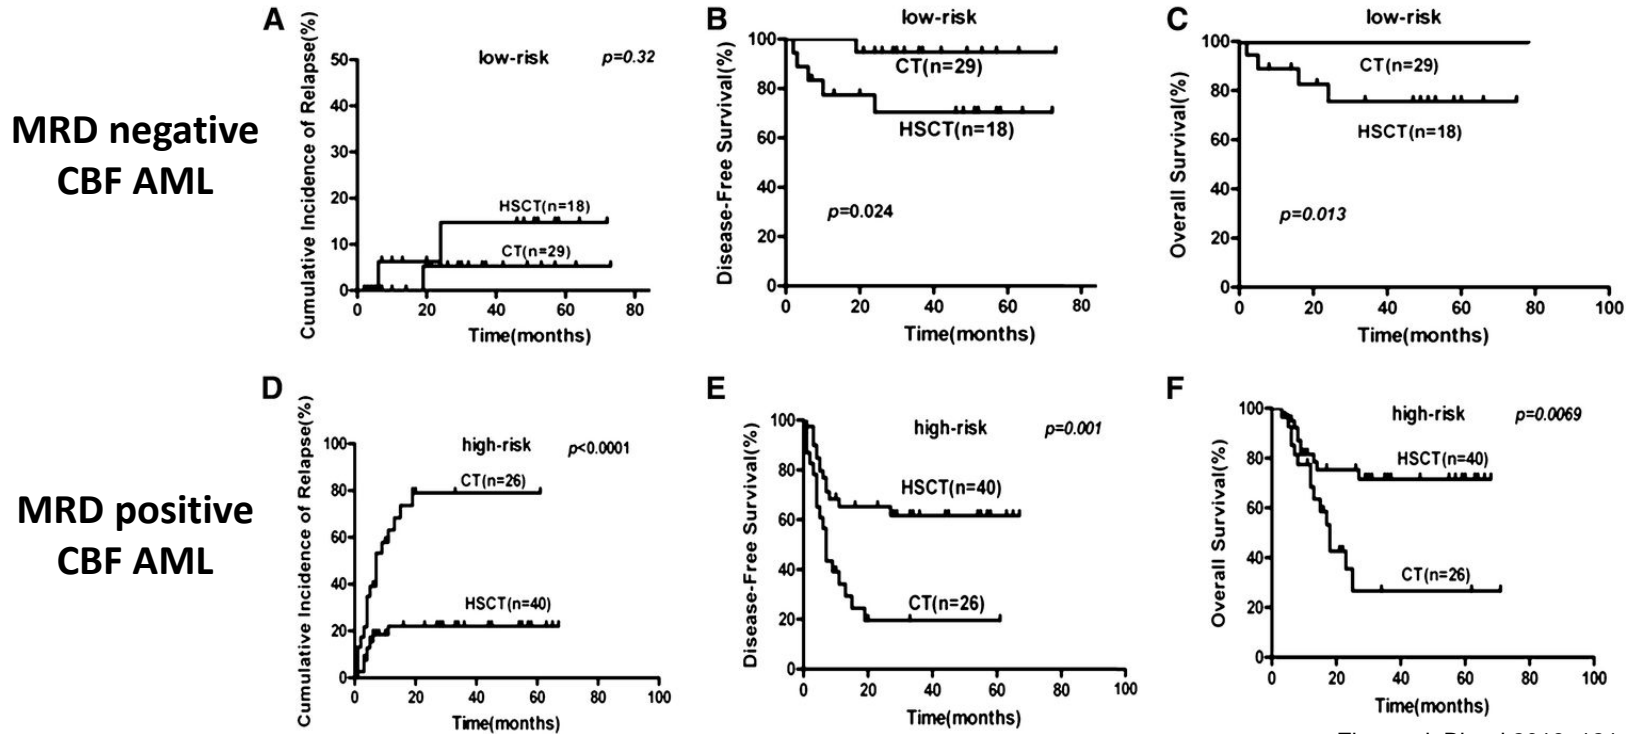 MRD negative
CBF AML
A
low-risk
p=0.32
Cumulative Incidence of Relapse(%)
50
40
30
20
10
0
HSCT(n=18)
CT(n=29)
0 20 40 60 80
Time(months)
B
low-risk
Disease-Free Survival(%)
100
80
60
40
20
0
CT(n=29)
HSCT(n=18)
p=0.024
0 20 40 60 80
Time(months)
C
low-risk
Overall Survival(%)
100
80
60
40
20
0
CT(n=29)
HSCT(n=18)
p=0.013
0 20 40 60 80 100
Time(months)
MRD positive
CBF AML
D
high-risk
p<0.0001
Cumulative Incidence of Relapse(%)
100
80
60
40
20
0
CT(n=26)
HSCT(n=40)
0 20 40 60 80 100
Time(months)
E
high-risk
p=0.001
Disease-Free Survival(%)
100
80
60
40
20
0
HSCT(n=40)
CT(n=26)
0 20 40 60 80 100
Time(months)
F
high-risk
p=0.0069
Overall Survival(%)
100
80
60
40
20
0
HSCT(n=40)
CT(n=26)
0 20 40 60 80 100
Time(months)